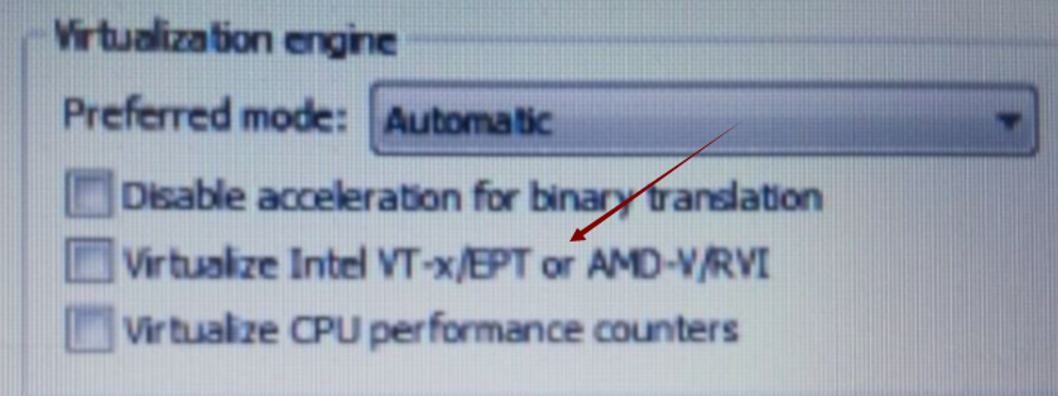 Virtualization engine
Preferred mode: Automatic
Disable acceleration for binary translation
Virtualize Intel VT-x/EPT or AMD-V/RVI
Virtualize CPU performance counters